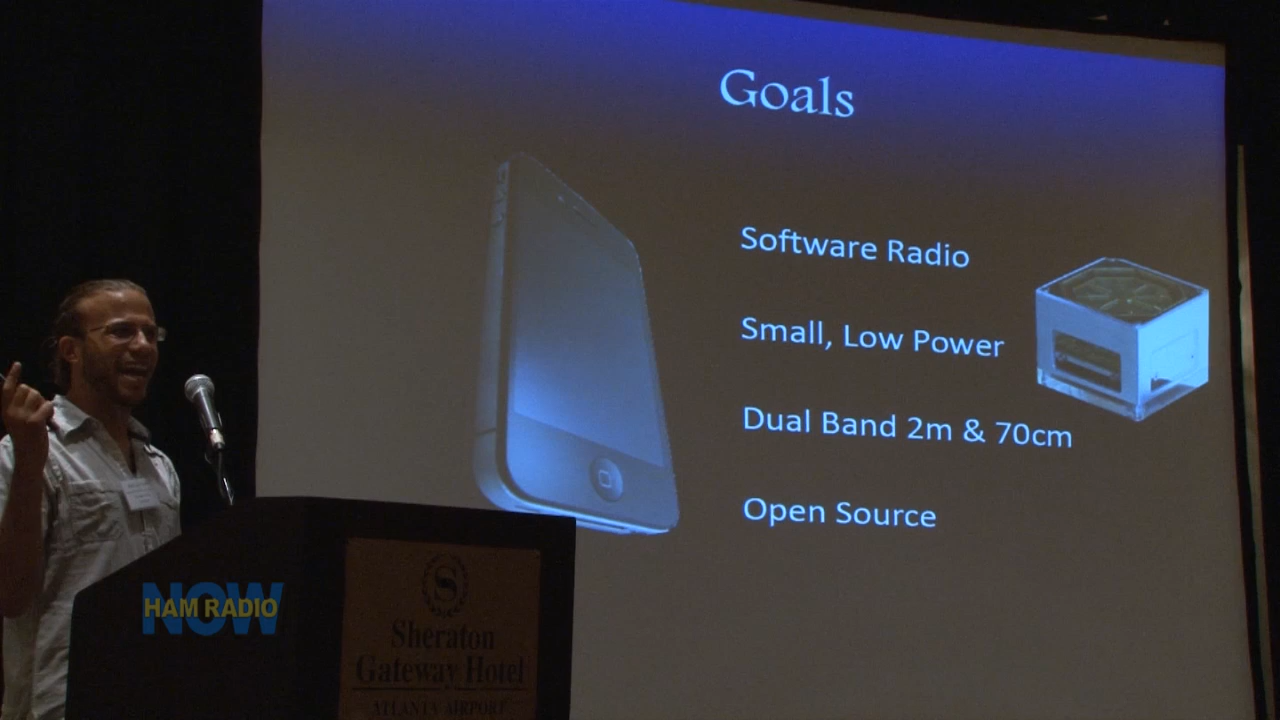 Goals
Software Radio
Small, Low Power
Dual Band 2m & 70cm
Open Source
NOW
HAM RADIO
S
Sheraton
Gateway Hotel
ATLANTA AIRPORT